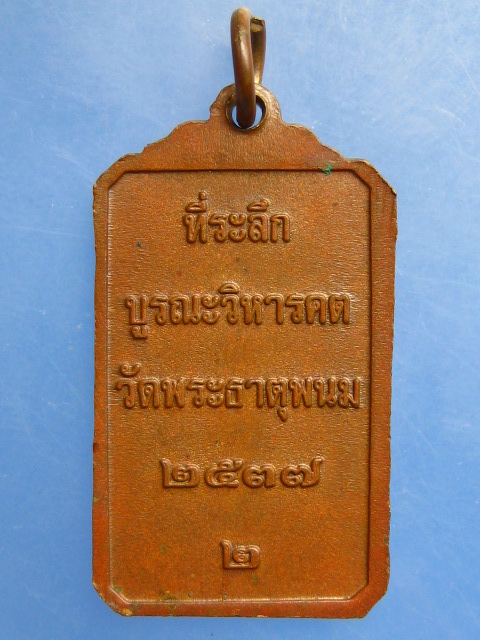 ที่ระลึก
บูรณะวิหารคต
วัดพระธาตุพนม
๒๕๓๗
๒